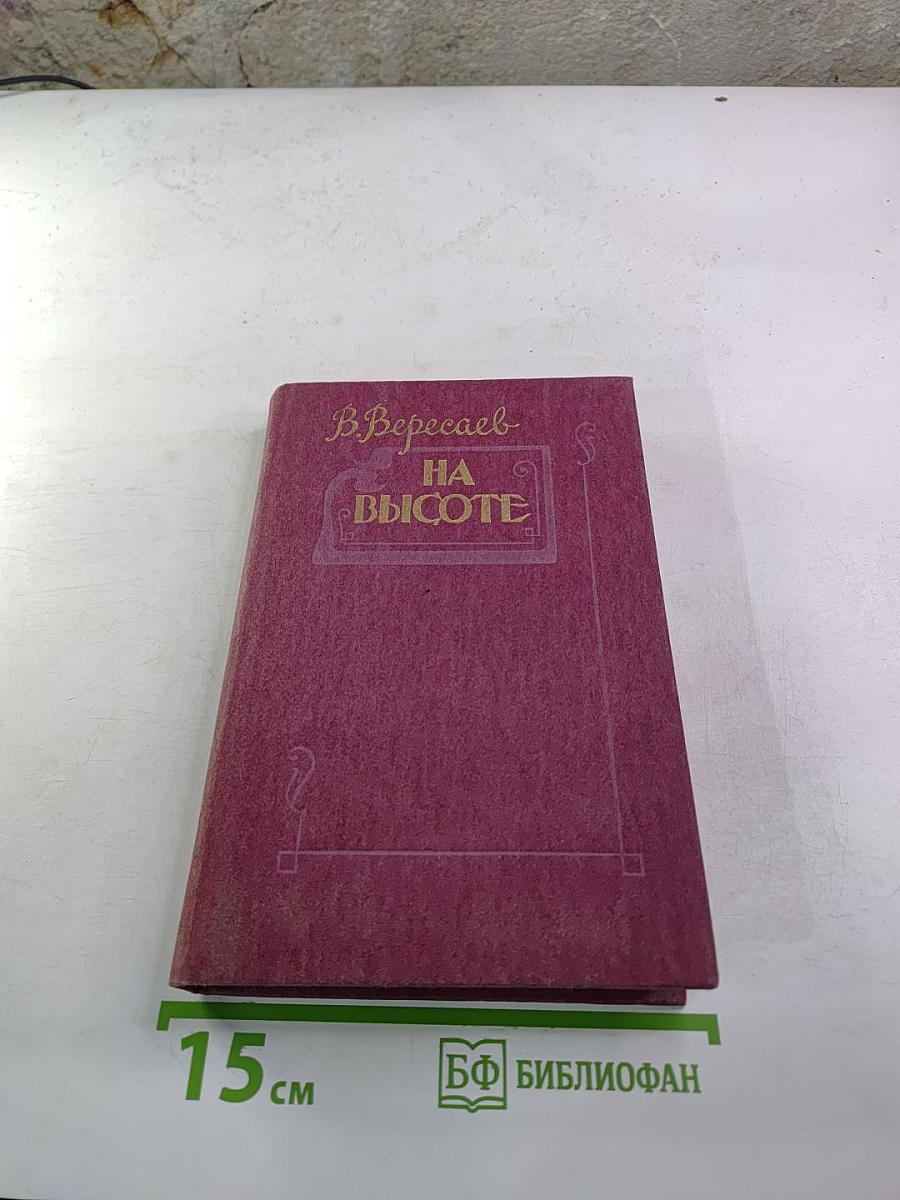 В. Вересаев
НА
ВЫСОТЕ
15 см
БФ БИБЛИОФАН